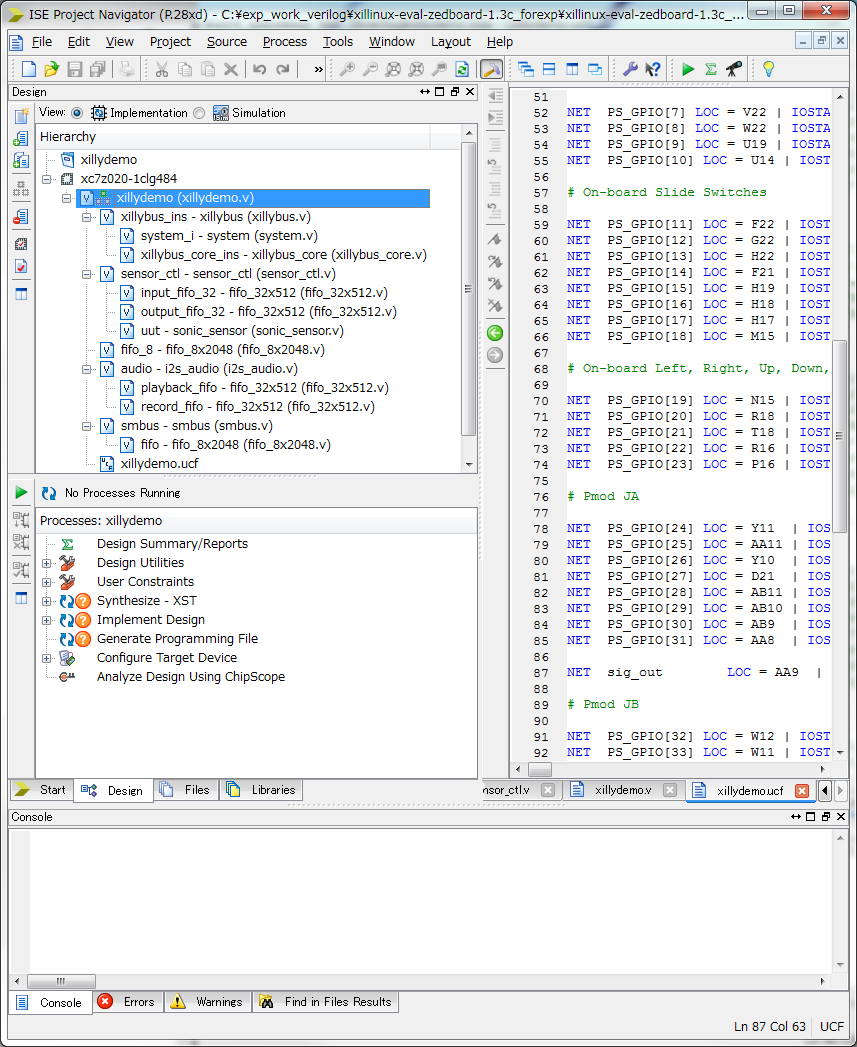 ISE Project Navigator (P.28xd) - C:¥exp_work_verilog¥xillinux-eval-zedboard-1.3c_forexp¥xillinux-eval-zedboard-1.3c_...
File Edit View Project Source Process Tools Window Layout Help
»
Design
View: Implementation Simulation
Hierarchy
xillydemo
xc7z020-1clg484
xillydemo (xillydemo.v)
xillybus_ins - xillybus (xillybus.v)
system_i - system (system.v)
xillybus_core_ins - xillybus_core (xillybus_core.v)
sensor_ctl - sensor_ctl (sensor_ctl.v)
input_fifo_32 - fifo_32x512 (fifo_32x512.v)
output_fifo_32 - fifo_32x512 (fifo_32x512.v)
uut - sonic_sensor (sonic_sensor.v)
fifo_8 - fifo_8x2048 (fifo_8x2048.v)
audio - i2s_audio (i2s_audio.v)
playback_fifo - fifo_32x512 (fifo_32x512.v)
record_fifo - fifo_32x512 (fifo_32x512.v)
smbus - smbus (smbus.v)
fifo - fifo_8x2048 (fifo_8x2048.v)
xillydemo.ucf
No Processes Running
Processes: xillydemo
Design Summary/Reports
Design Utilities
User Constraints
Synthesize - XST
Implement Design
Generate Programming File
Configure Target Device
Analyze Design Using ChipScope
Start Design Files Libraries
51
52 NET PS_GPIO[7] LOC = V22 | IOSTA
53 NET PS_GPIO[8] LOC = W22 | IOSTA
54 NET PS_GPIO[9] LOC = U19 | IOSTA
55 NET PS_GPIO[10] LOC = U14 | IOST
56
57 # On-board Slide Switches
58
59 NET PS_GPIO[11] LOC = F22 | IOST
60 NET PS_GPIO[12] LOC = G22 | IOST
61 NET PS_GPIO[13] LOC = H22 | IOST
62 NET PS_GPIO[14] LOC = F21 | IOST
63 NET PS_GPIO[15] LOC = H19 | IOST
64 NET PS_GPIO[16] LOC = H18 | IOST
65 NET PS_GPIO[17] LOC = H17 | IOST
66 NET PS_GPIO[18] LOC = M15 | IOST
67
68 # On-board Left, Right, Up, Down,
69
70 NET PS_GPIO[19] LOC = N15 | IOST
71 NET PS_GPIO[20] LOC = R18 | IOST
72 NET PS_GPIO[21] LOC = T18 | IOST
73 NET PS_GPIO[22] LOC = R16 | IOST
74 NET PS_GPIO[23] LOC = P16 | IOST
75
76 # Pmod JA
77
78 NET PS_GPIO[24] LOC = Y11 | IOS
79 NET PS_GPIO[25] LOC = AA11 | IOS
80 NET PS_GPIO[26] LOC = Y10 | IOS
81 NET PS_GPIO[27] LOC = D21 | IOS
82 NET PS_GPIO[28] LOC = AB11 | IOS
83 NET PS_GPIO[29] LOC = AB10 | IOS
84 NET PS_GPIO[30] LOC = AB9 | IOS
85 NET PS_GPIO[31] LOC = AA8 | IOS
86
87 NET sig_out LOC = AA9 |
88
89 # Pmod JB
90
91 NET PS_GPIO[32] LOC = W12 | IOST
92 NET PS_GPIO[33] LOC = W11 | IOST
nsor_ctl.v xillydemo.v xillydemo.ucf
Console
Console Errors Warnings Find in Files Results
Ln 87 Col 63 UCF